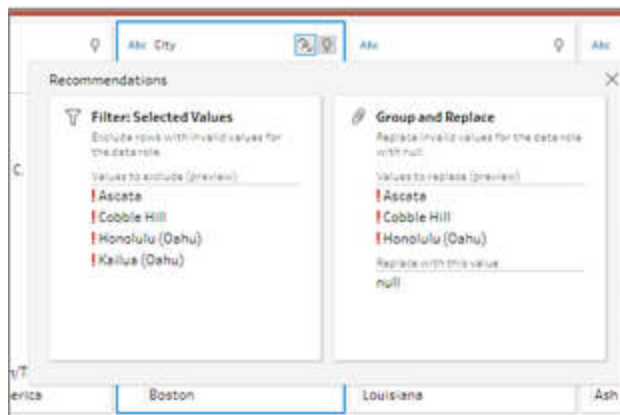 Abc City
Abc
Abc
Recommendations
Filter: Selected Values
Exclude rows with invalid values for
the data role.
Values to exclude (preview)
! Ascata
! Cobble Hill
! Honolulu (Oahu)
! Kailua (Oahu)
Group and Replace
Replace invalid values for the data role
with null.
Values to replace (preview)
! Ascata
! Cobble Hill
! Honolulu (Oahu)
Replace with this value
null
C.
n/T
erica
Boston
Louisiana
Ash